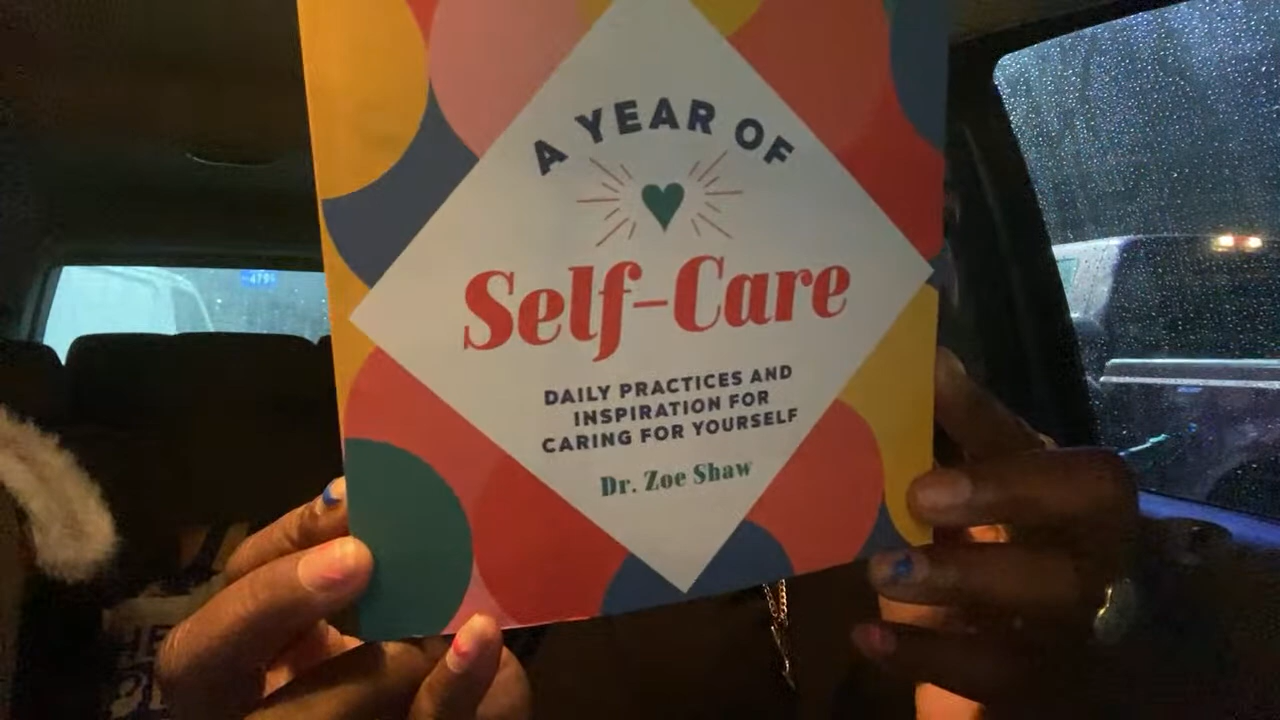 A YEAR OF
Self-Care
DAILY PRACTICES AND
INSPIRATION FOR
CARING FOR YOURSELF
Dr. Zoe Shaw